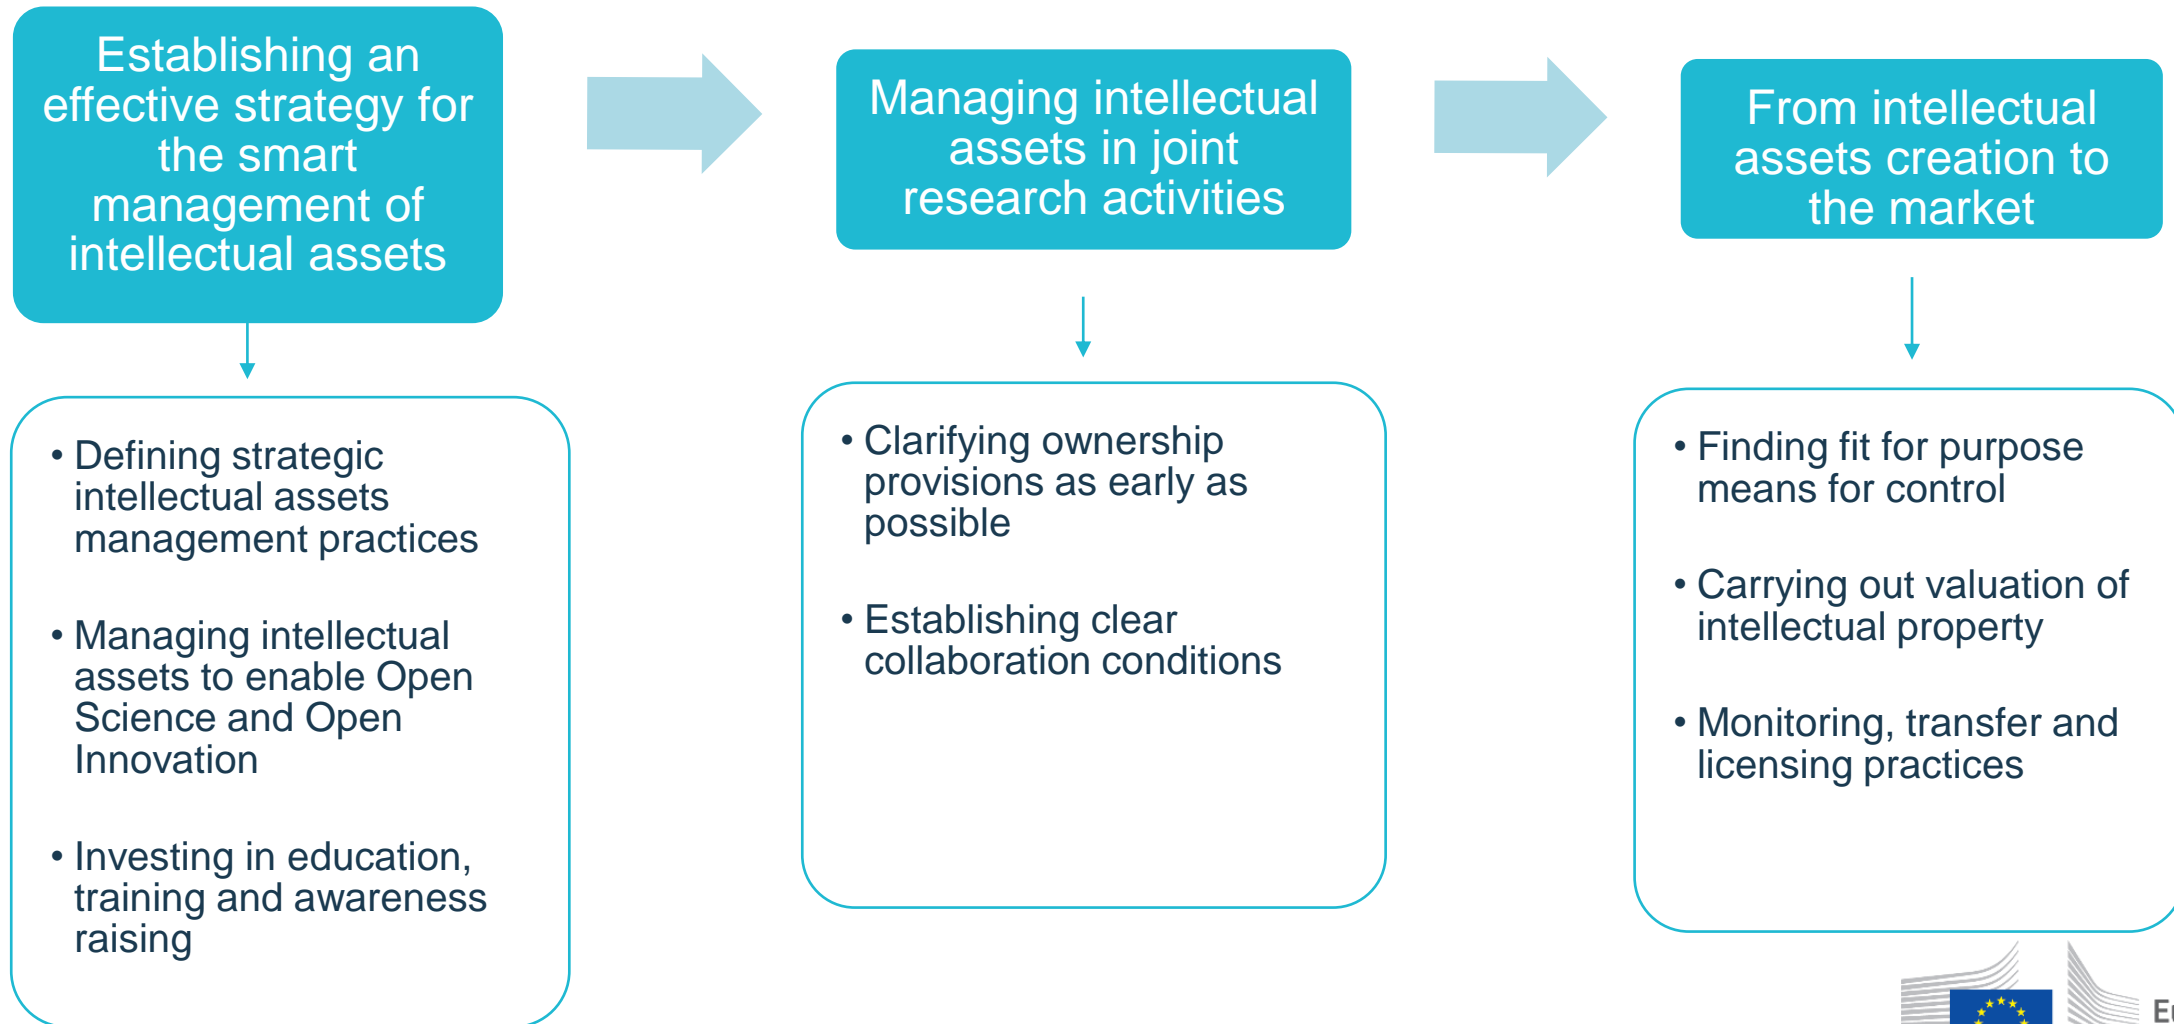 Establishing an
effective strategy for
the smart
management of
intellectual assets
Managing intellectual
assets in joint
research activities
From intellectual
assets creation to
the market
• Defining strategic
intellectual assets
management practices
• Managing intellectual
assets to enable Open
Science and Open
Innovation
• Investing in education,
training and awareness
raising
• Clarifying ownership
provisions as early as
possible
• Establishing clear
collaboration conditions
• Finding fit for purpose
means for control
• Carrying out valuation of
intellectual property
• Monitoring, transfer and
licensing practices